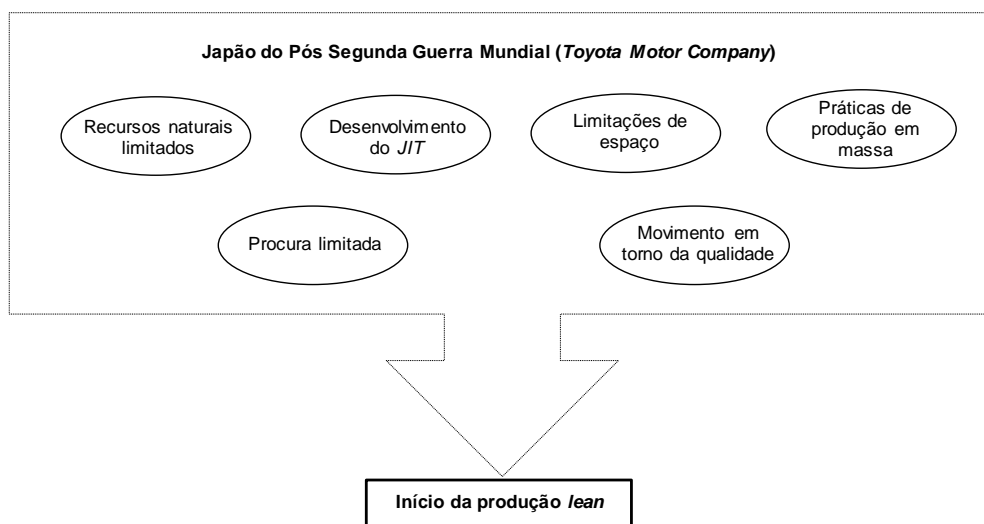 Japão do Pós Segunda Guerra Mundial (Toyota Motor Company)
Recursos naturais
limitados
Desenvolvimento
do JIT
Limitações de
espaço
Práticas de
produção em
massa
Procura limitada
Movimento em
torno da qualidade
Início da produção lean